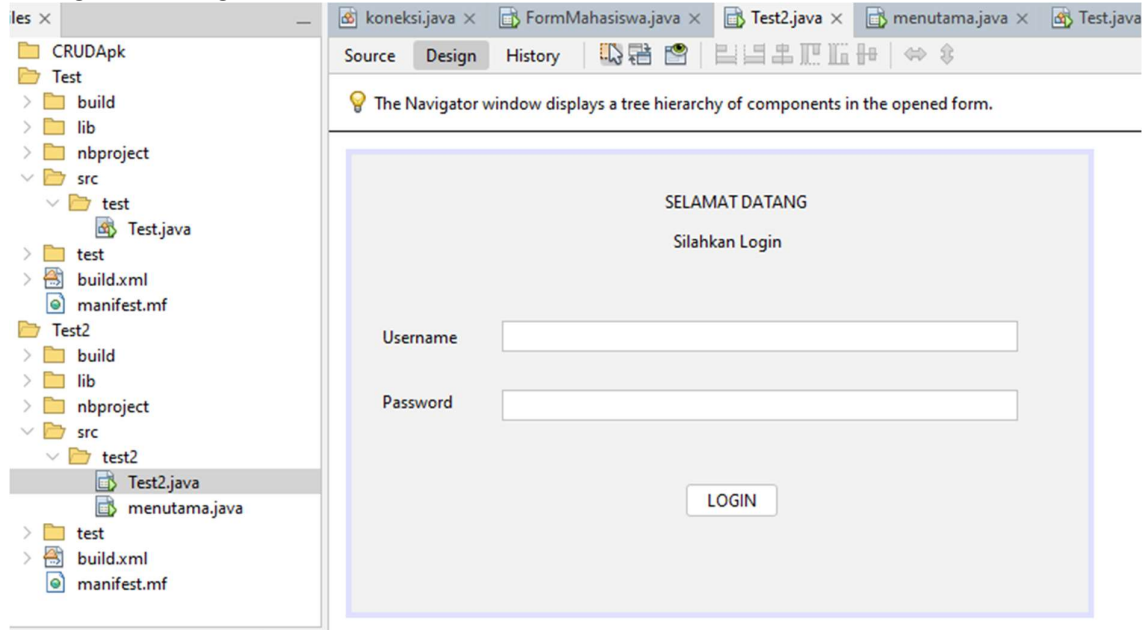 les ×
CRUDApk
Test
build
lib
nbproject
src
test
Test.java
test
build.xml
manifest.mf
Test2
build
lib
nbproject
src
test2
Test2.java
menutama.java
test
build.xml
manifest.mf
koneksi.java × FormMahasiswa.java × Test2.java × menutama.java × Test.java
Source Design History
The Navigator window displays a tree hierarchy of components in the opened form.
SELAMAT DATANG
Silahkan Login
Username
Password
LOGIN